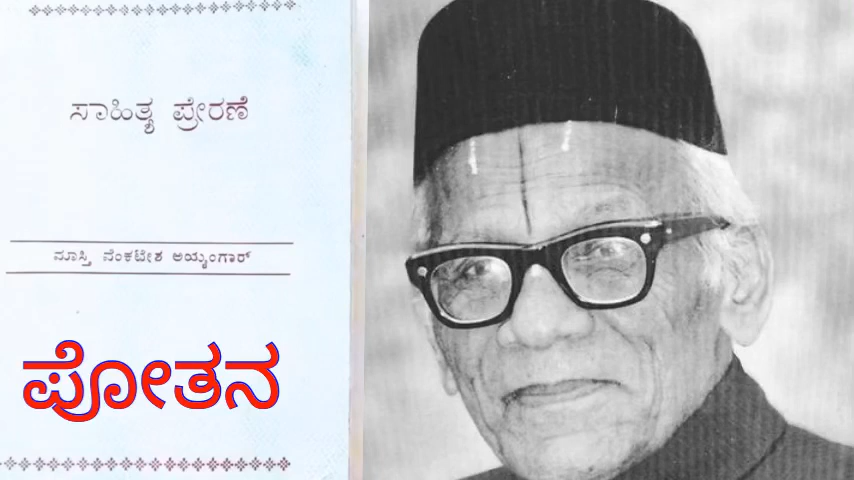 ಸಾಹಿತ್ಯ ಪ್ರೇರಣೆ
ಮಾಸ್ತಿ ವೆಂಕಟೇಶ ಅಯ್ಯಂಗಾರ್
ಪೋತನ